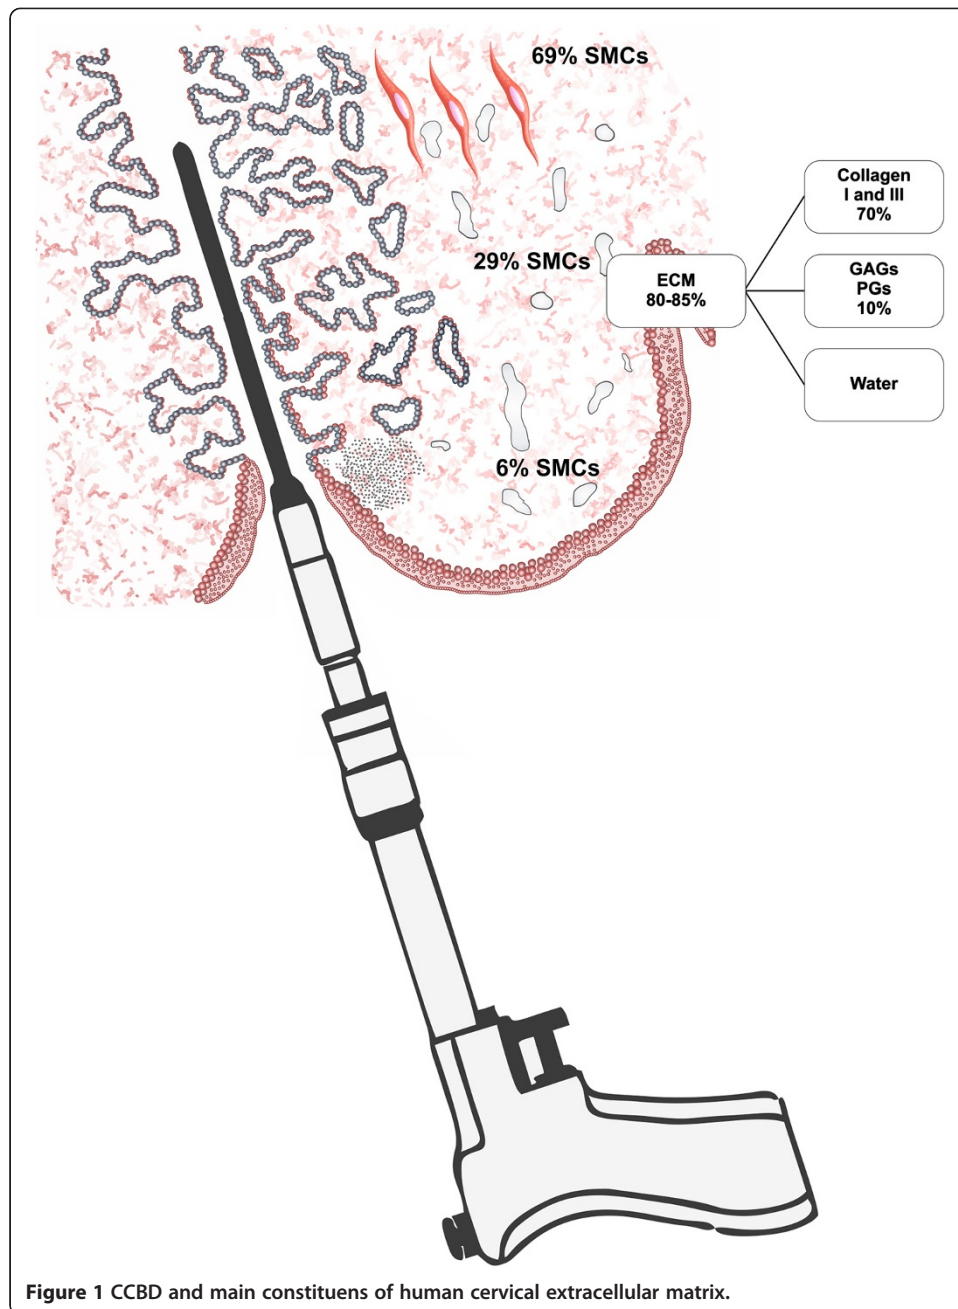 69% SMCs
29% SMCs
6% SMCs
ECM
80-85%
Collagen
I and III
70%
GAGs
PGs
10%
Water
Figure 1 CCBD and main constituens of human cervical extracellular matrix.